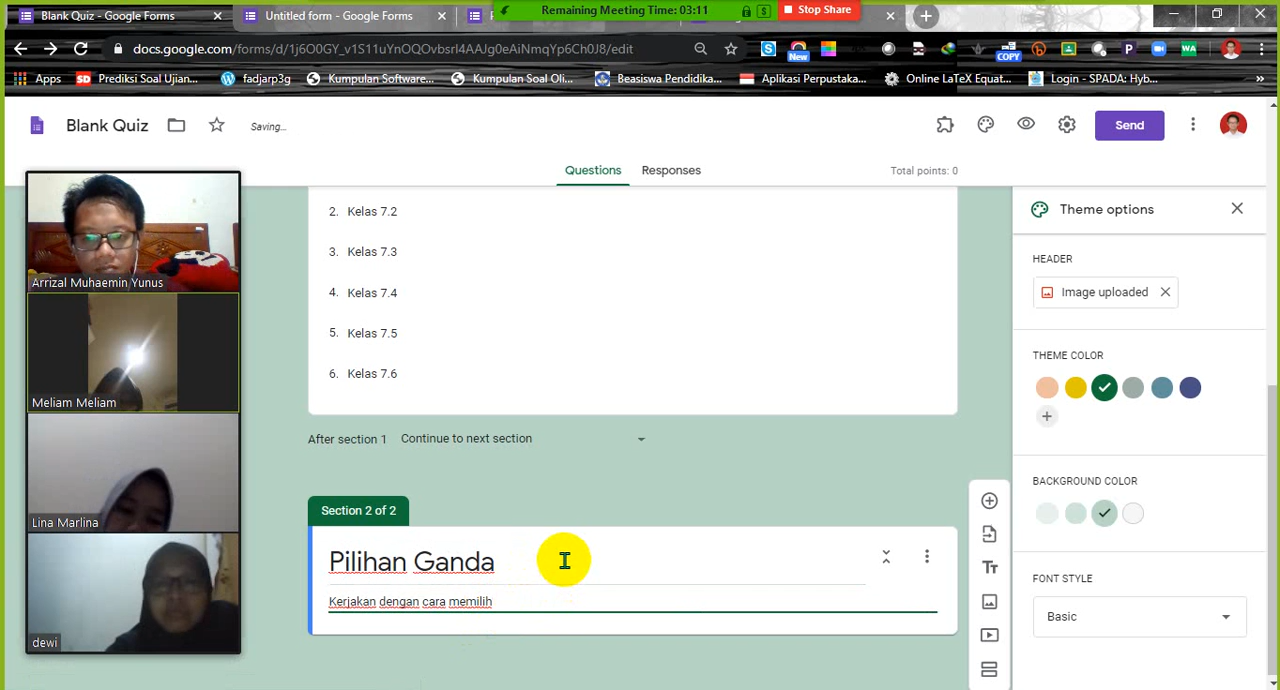 Blank Quiz - Google Forms
Untitled form - Google Forms
Remaining Meeting Time: 03:11
Stop Share
docs.google.com/forms/d/1j6O0GY_v1S11uYnOQOvbsrl4AAJg0eAiNmqYp6Ch0J8/edit
New
COPY
WA
Apps
Prediksi Soal Ujian...
fadjarp3g
Kumpulan Software...
Kumpulan Soal Oli...
Beasiswa Pendidika...
Aplikasi Perpustaka...
Online LaTeX Equat...
Login - SPADA: Hyb...
Blank Quiz
Saving...
Send
Questions
Responses
Total points: 0
2. Kelas 7.2
3. Kelas 7.3
4. Kelas 7.4
5. Kelas 7.5
6. Kelas 7.6
After section 1 Continue to next section
Section 2 of 2
Pilihan Ganda
Kerjakan dengan cara memilih
Theme options
HEADER
Image uploaded
THEME COLOR
BACKGROUND COLOR
FONT STYLE
Basic
Arrizal Muhaemin Yunus
Meliam Meliam
Lina Marlina
dewi